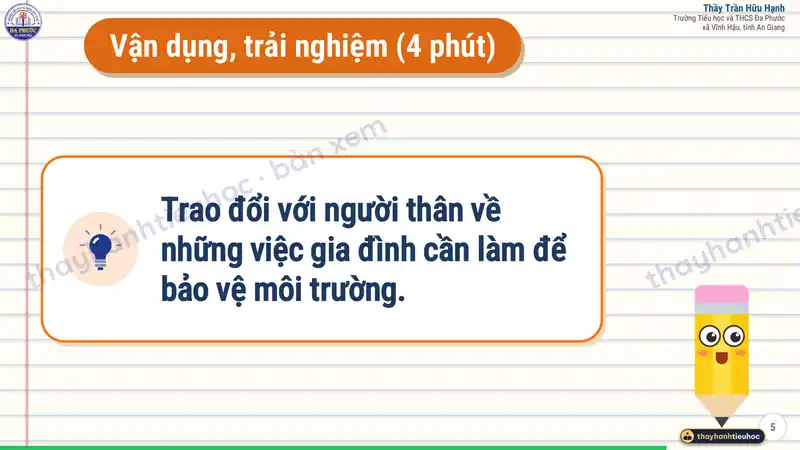 Thầy Trần Hữu Hạnh
Trường Tiểu học và THCS Đa Phước
xã Vĩnh Hậu, tỉnh An Giang
ĐA PHƯỚC
Vận dụng, trải nghiệm (4 phút)
thayhanhtieuhoc · bản xem
Trao đổi với người thân về
những việc gia đình cần làm để
bảo vệ môi trường.
thayhanhtie
thayhanhtieuhoc
5